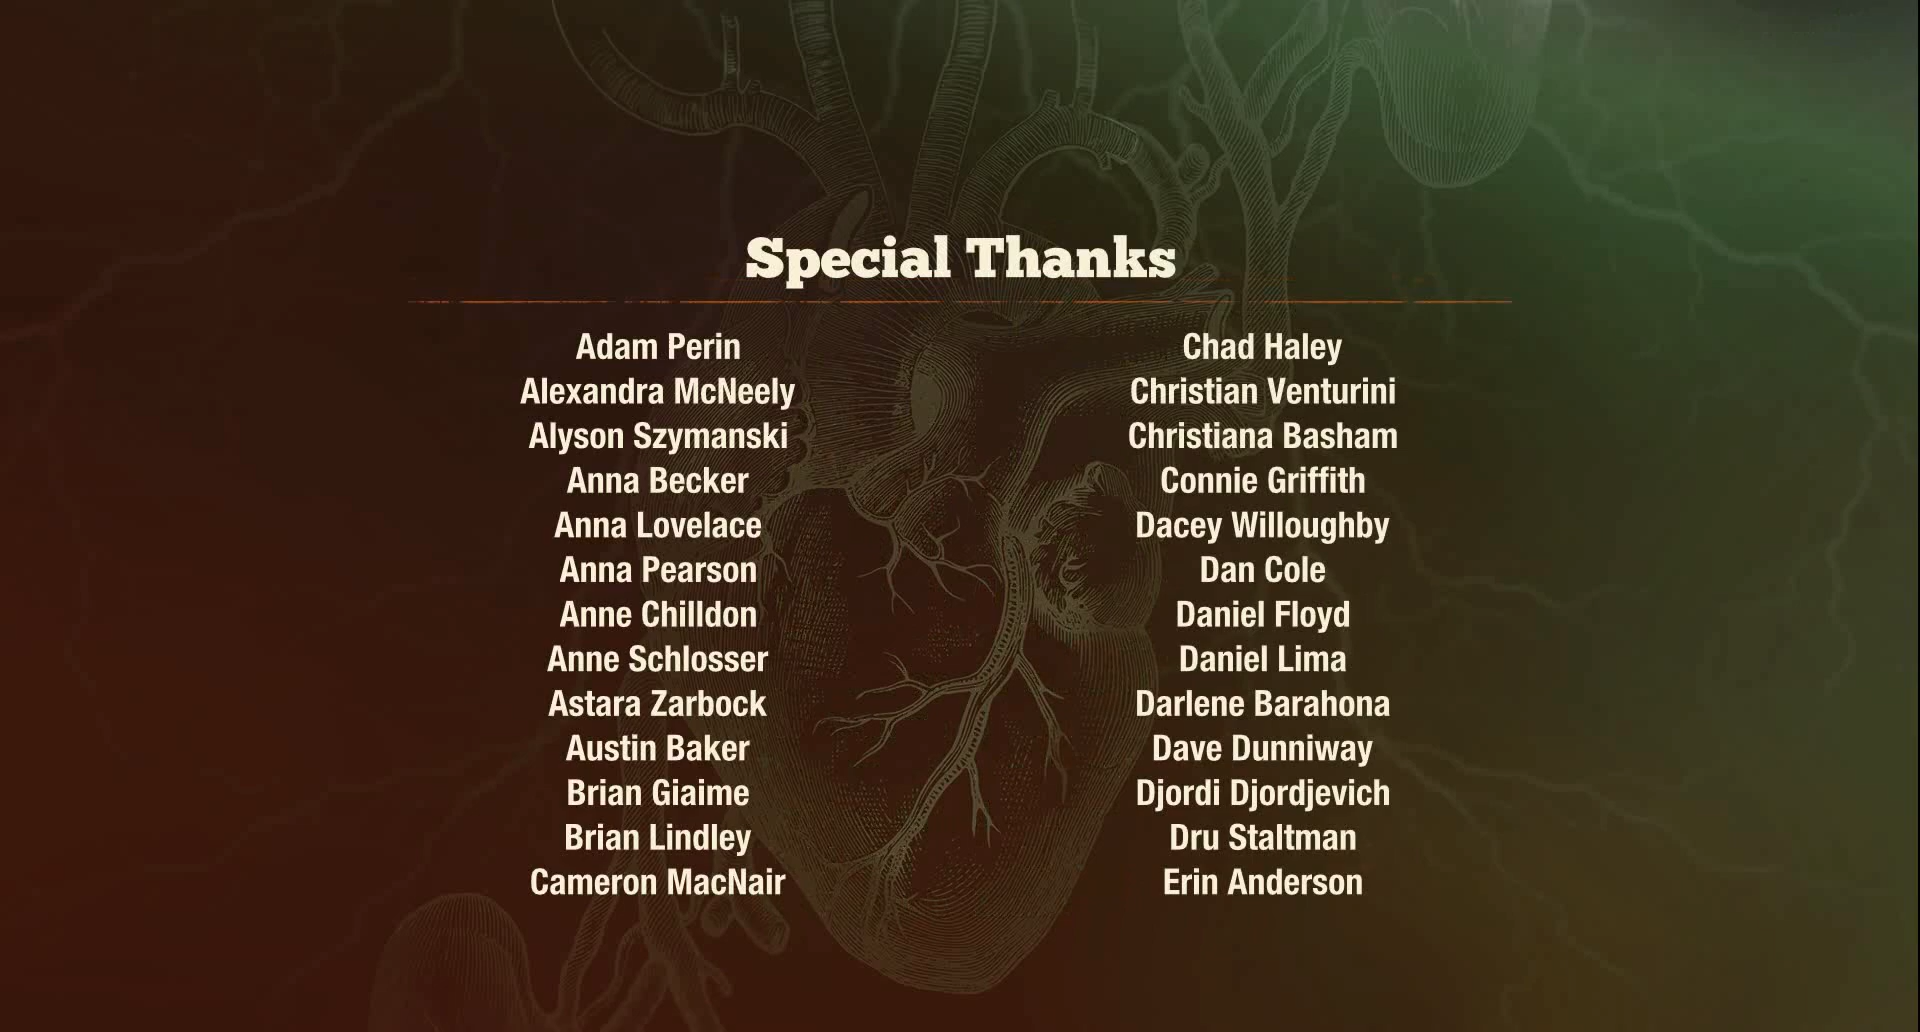 Special Thanks
Adam Perin
Alexandra McNeely
Alyson Szymanski
Anna Becker
Anna Lovelace
Anna Pearson
Anne Chilldon
Anne Schlosser
Astara Zarbock
Austin Baker
Brian Giaime
Brian Lindley
Cameron MacNair
Chad Haley
Christian Venturini
Christiana Basham
Connie Griffith
Dacey Willoughby
Dan Cole
Daniel Floyd
Daniel Lima
Darlene Barahona
Dave Dunniway
Djordi Djordjevich
Dru Staltman
Erin Anderson